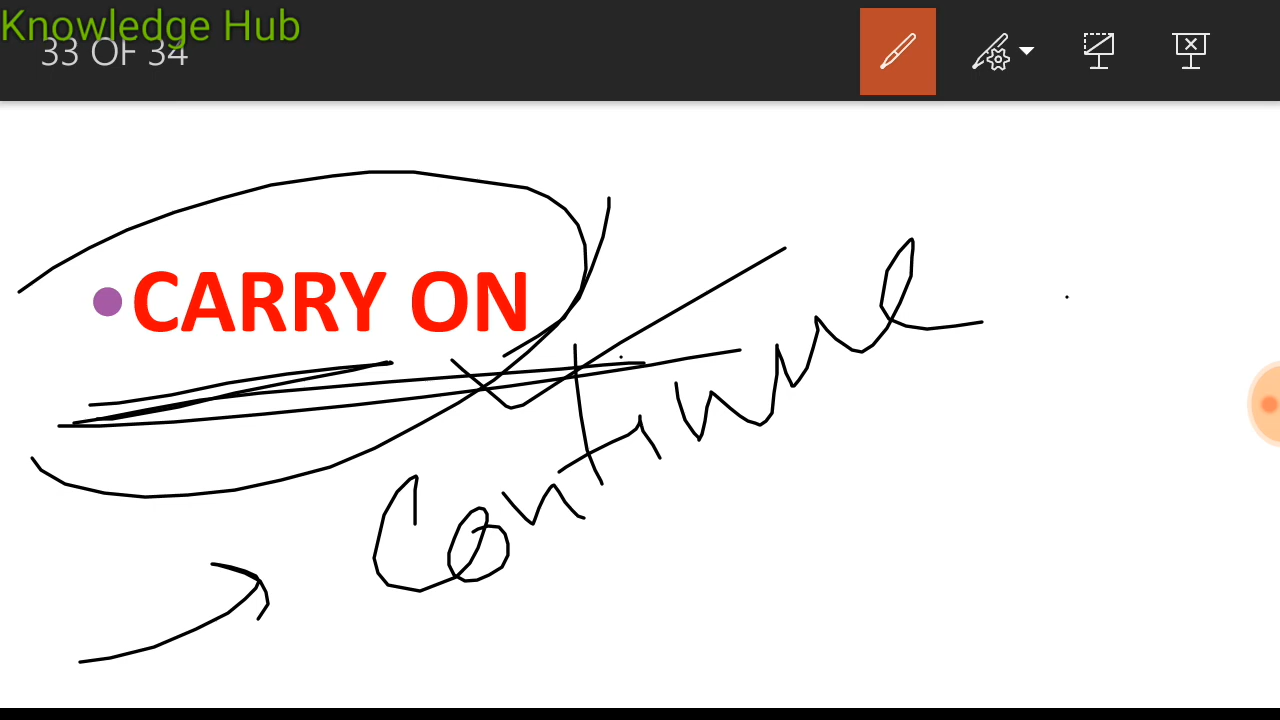 Knowledge Hub
33 OF 34
•CARRY ON
Continue